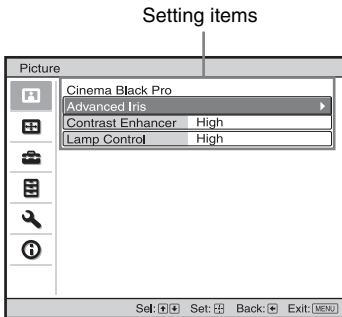 Setting items
Picture
Cinema Black Pro
Advanced Iris
Contrast Enhancer High
Lamp Control High
Sel: Set: Back: Exit: MENU